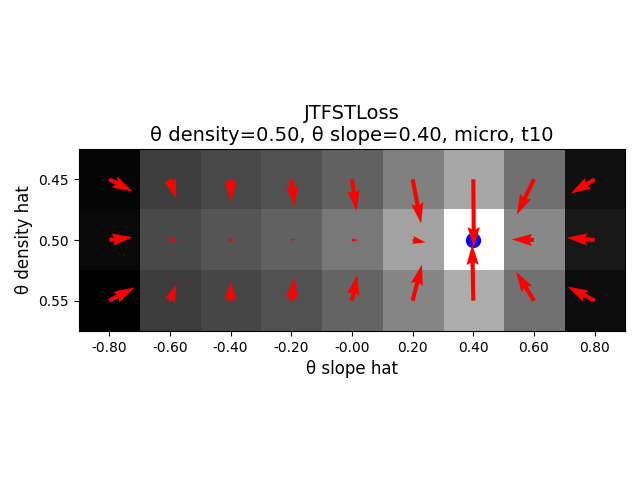 JTFSTLoss
θ density=0.50, θ slope=0.40, micro, t10
θ density hat
0.45
0.50
0.55
-0.80 -0.60 -0.40 -0.20 -0.00 0.20 0.40 0.60 0.80
θ slope hat